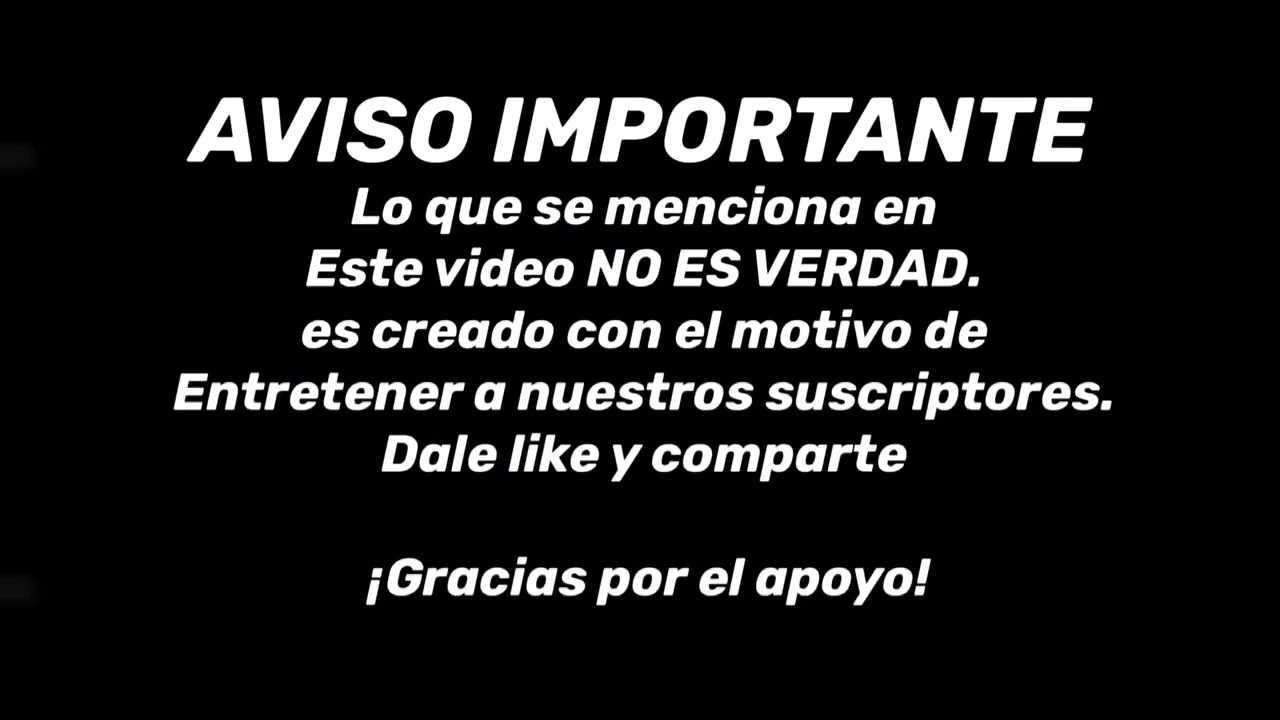 AVISO IMPORTANTE
Lo que se menciona en
Este video NO ES VERDAD.
es creado con el motivo de
Entretener a nuestros suscriptores.
Dale like y comparte
¡Gracias por el apoyo!